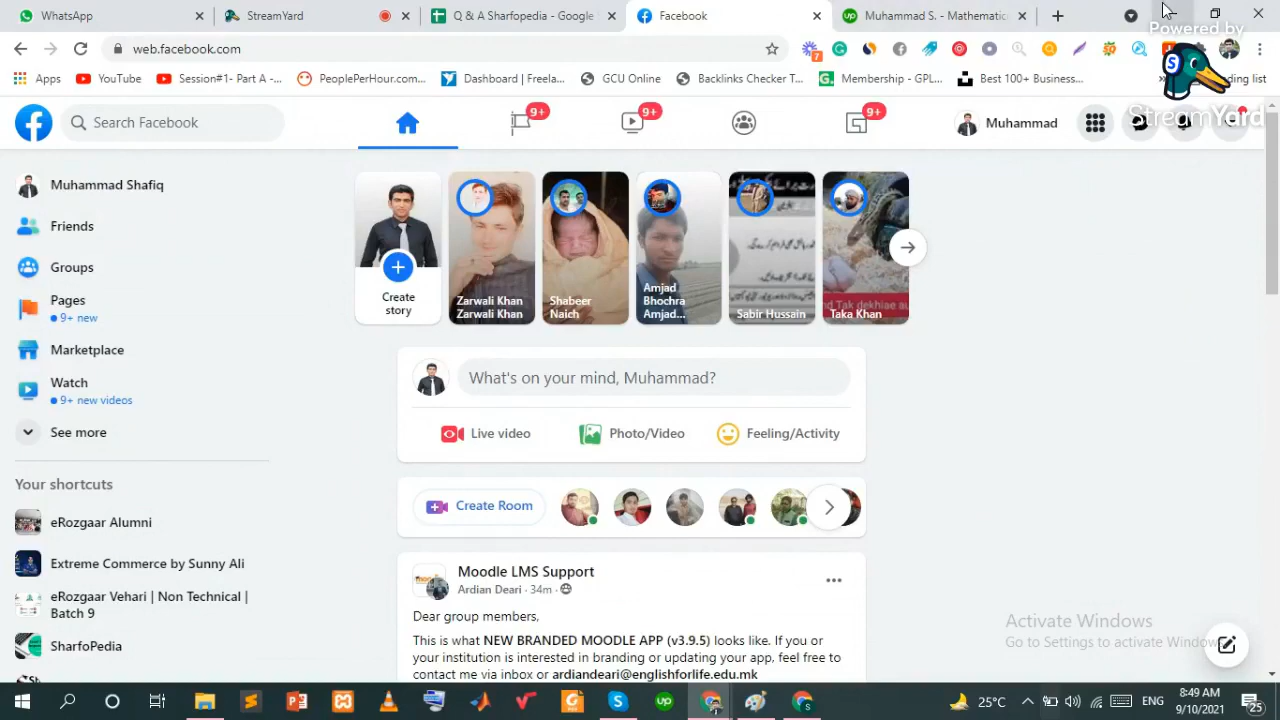 WhatsApp
StreamYard
Q & A Sharfopedia - Google
Facebook
Muhammad S. - Mathematic
Powered by
StreamYard
web.facebook.com
7
Apps
YouTube
Session#1- Part A -...
PeoplePerHour.com...
Dashboard | Freela...
GCU Online
Backlinks Checker T...
Membership - GPL...
Best 100+ Business...
Search Facebook
9+
9+
9+
Muhammad
Muhammad Shafiq
Friends
Groups
Pages
9+ new
Marketplace
Watch
9+ new videos
See more
Your shortcuts
eRozgaar Alumni
Extreme Commerce by Sunny Ali
eRozgaar Vehari | Non Technical |
Batch 9
SharfoPedia
Create
story
Zarwali Khan
Zarwali Khan
Shabeer
Naich
Amjad
Bhochra
Amjad...
Sabir Hussain
Taka Khan
What's on your mind, Muhammad?
Live video
Photo/Video
Feeling/Activity
Create Room
Moodle LMS Support
Ardian Deari · 34m ·
Dear group members,
This is what NEW BRANDED MOODLE APP (v3.9.5) looks like. If you or
your institution is interested in branding or updating your app, feel free to
contact me via inbox or ardiandeari@englishforlife.edu.mk
Activate Windows
Go to Settings to activate Window
25°C
ENG
8:49 AM
9/10/2021
25